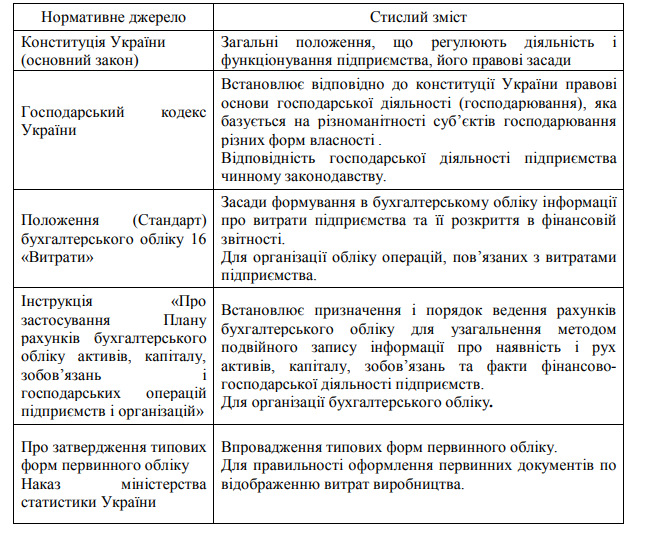 Нормативне джерело
Стислий зміст
Конституція України
(основний закон)
Загальні положення, що регулюють діяльність і
функціонування підприємства, його правові засади
Господарський кодекс
України
Встановлює відповідно до конституції України правові
основи господарської діяльності (господарювання), яка
базується на різноманітності суб’єктів господарювання
різних форм власності .
Відповідність господарської діяльності підприємства
чинному законодавству.
Положення (Стандарт)
бухгалтерського обліку 16
«Витрати»
Засади формування в бухгалтерському обліку інформації
про витрати підприємства та її розкриття в фінансовій
звітності.
Для організації обліку операцій, пов’язаних з витратами
підприємства.
Інструкція «Про
застосування Плану
рахунків бухгалтерського
обліку активів, капіталу,
зобов’язань і
господарських операцій
підприємств і організацій»
Встановлює призначення і порядок ведення рахунків
бухгалтерського обліку для узагальнення методом
подвійного запису інформації про наявність і рух
активів, капіталу, зобов’язань та факти фінансово-
господарської діяльності підприємств.
Для організації бухгалтерського обліку.
Про затвердження типових
форм первинного обліку
Наказ міністерства
статистики України
Впровадження типових форм первинного обліку.
Для правильності оформлення первинних документів по
відображенню витрат виробництва.